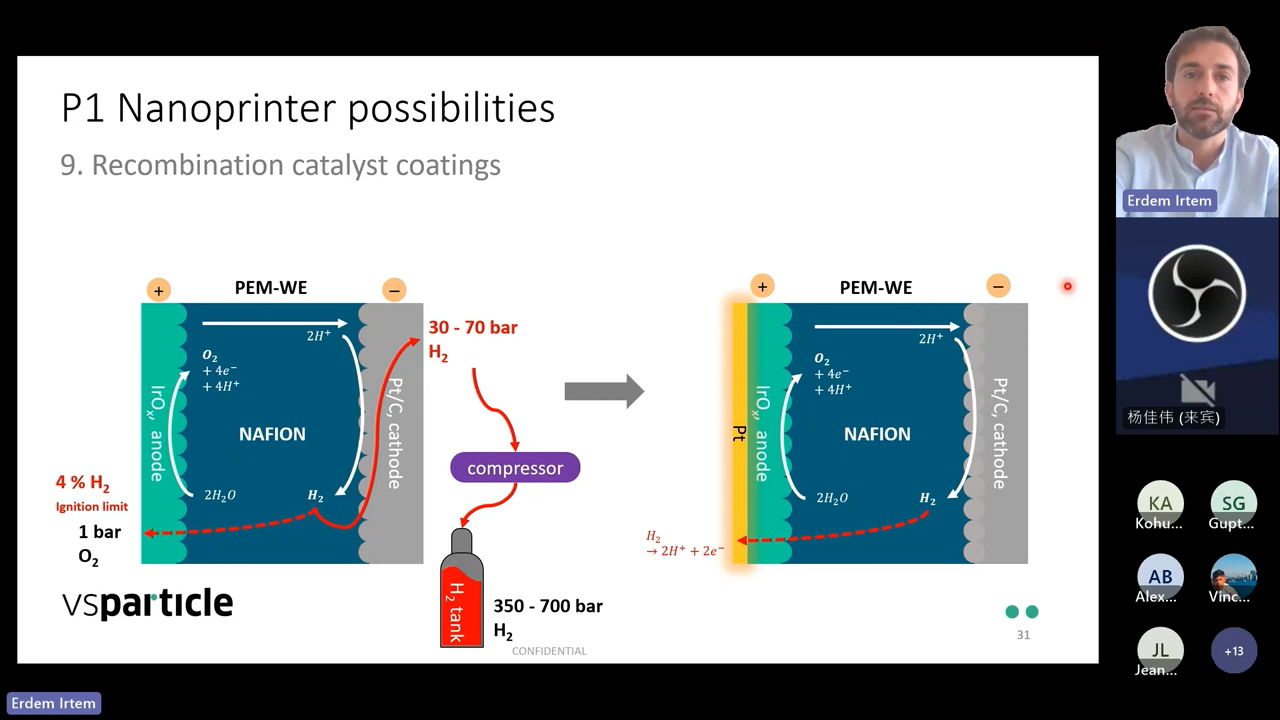 P1 Nanoprinter possibilities
9. Recombination catalyst coatings
+
PEM-WE
−
2H⁺
O₂
+ 4e⁻
+ 4H⁺
IrOₓ, anode
NAFION
Pt/C, cathode
2H₂O
H₂
4 % H₂
Ignition limit
1 bar
O₂
30 - 70 bar
H₂
compressor
H₂ tank
350 - 700 bar
H₂
+
PEM-WE
−
2H⁺
O₂
+ 4e⁻
+ 4H⁺
Pt
IrOₓ, anode
NAFION
Pt/C, cathode
2H₂O
H₂
H₂
→ 2H⁺ + 2e⁻
vsparticle
CONFIDENTIAL
31
Erdem Irtem
杨佳伟 (来宾)
KA
Kohu...
SG
Gupt...
AB
Alex...
Vinc...
JL
Jean...
+13
Erdem Irtem